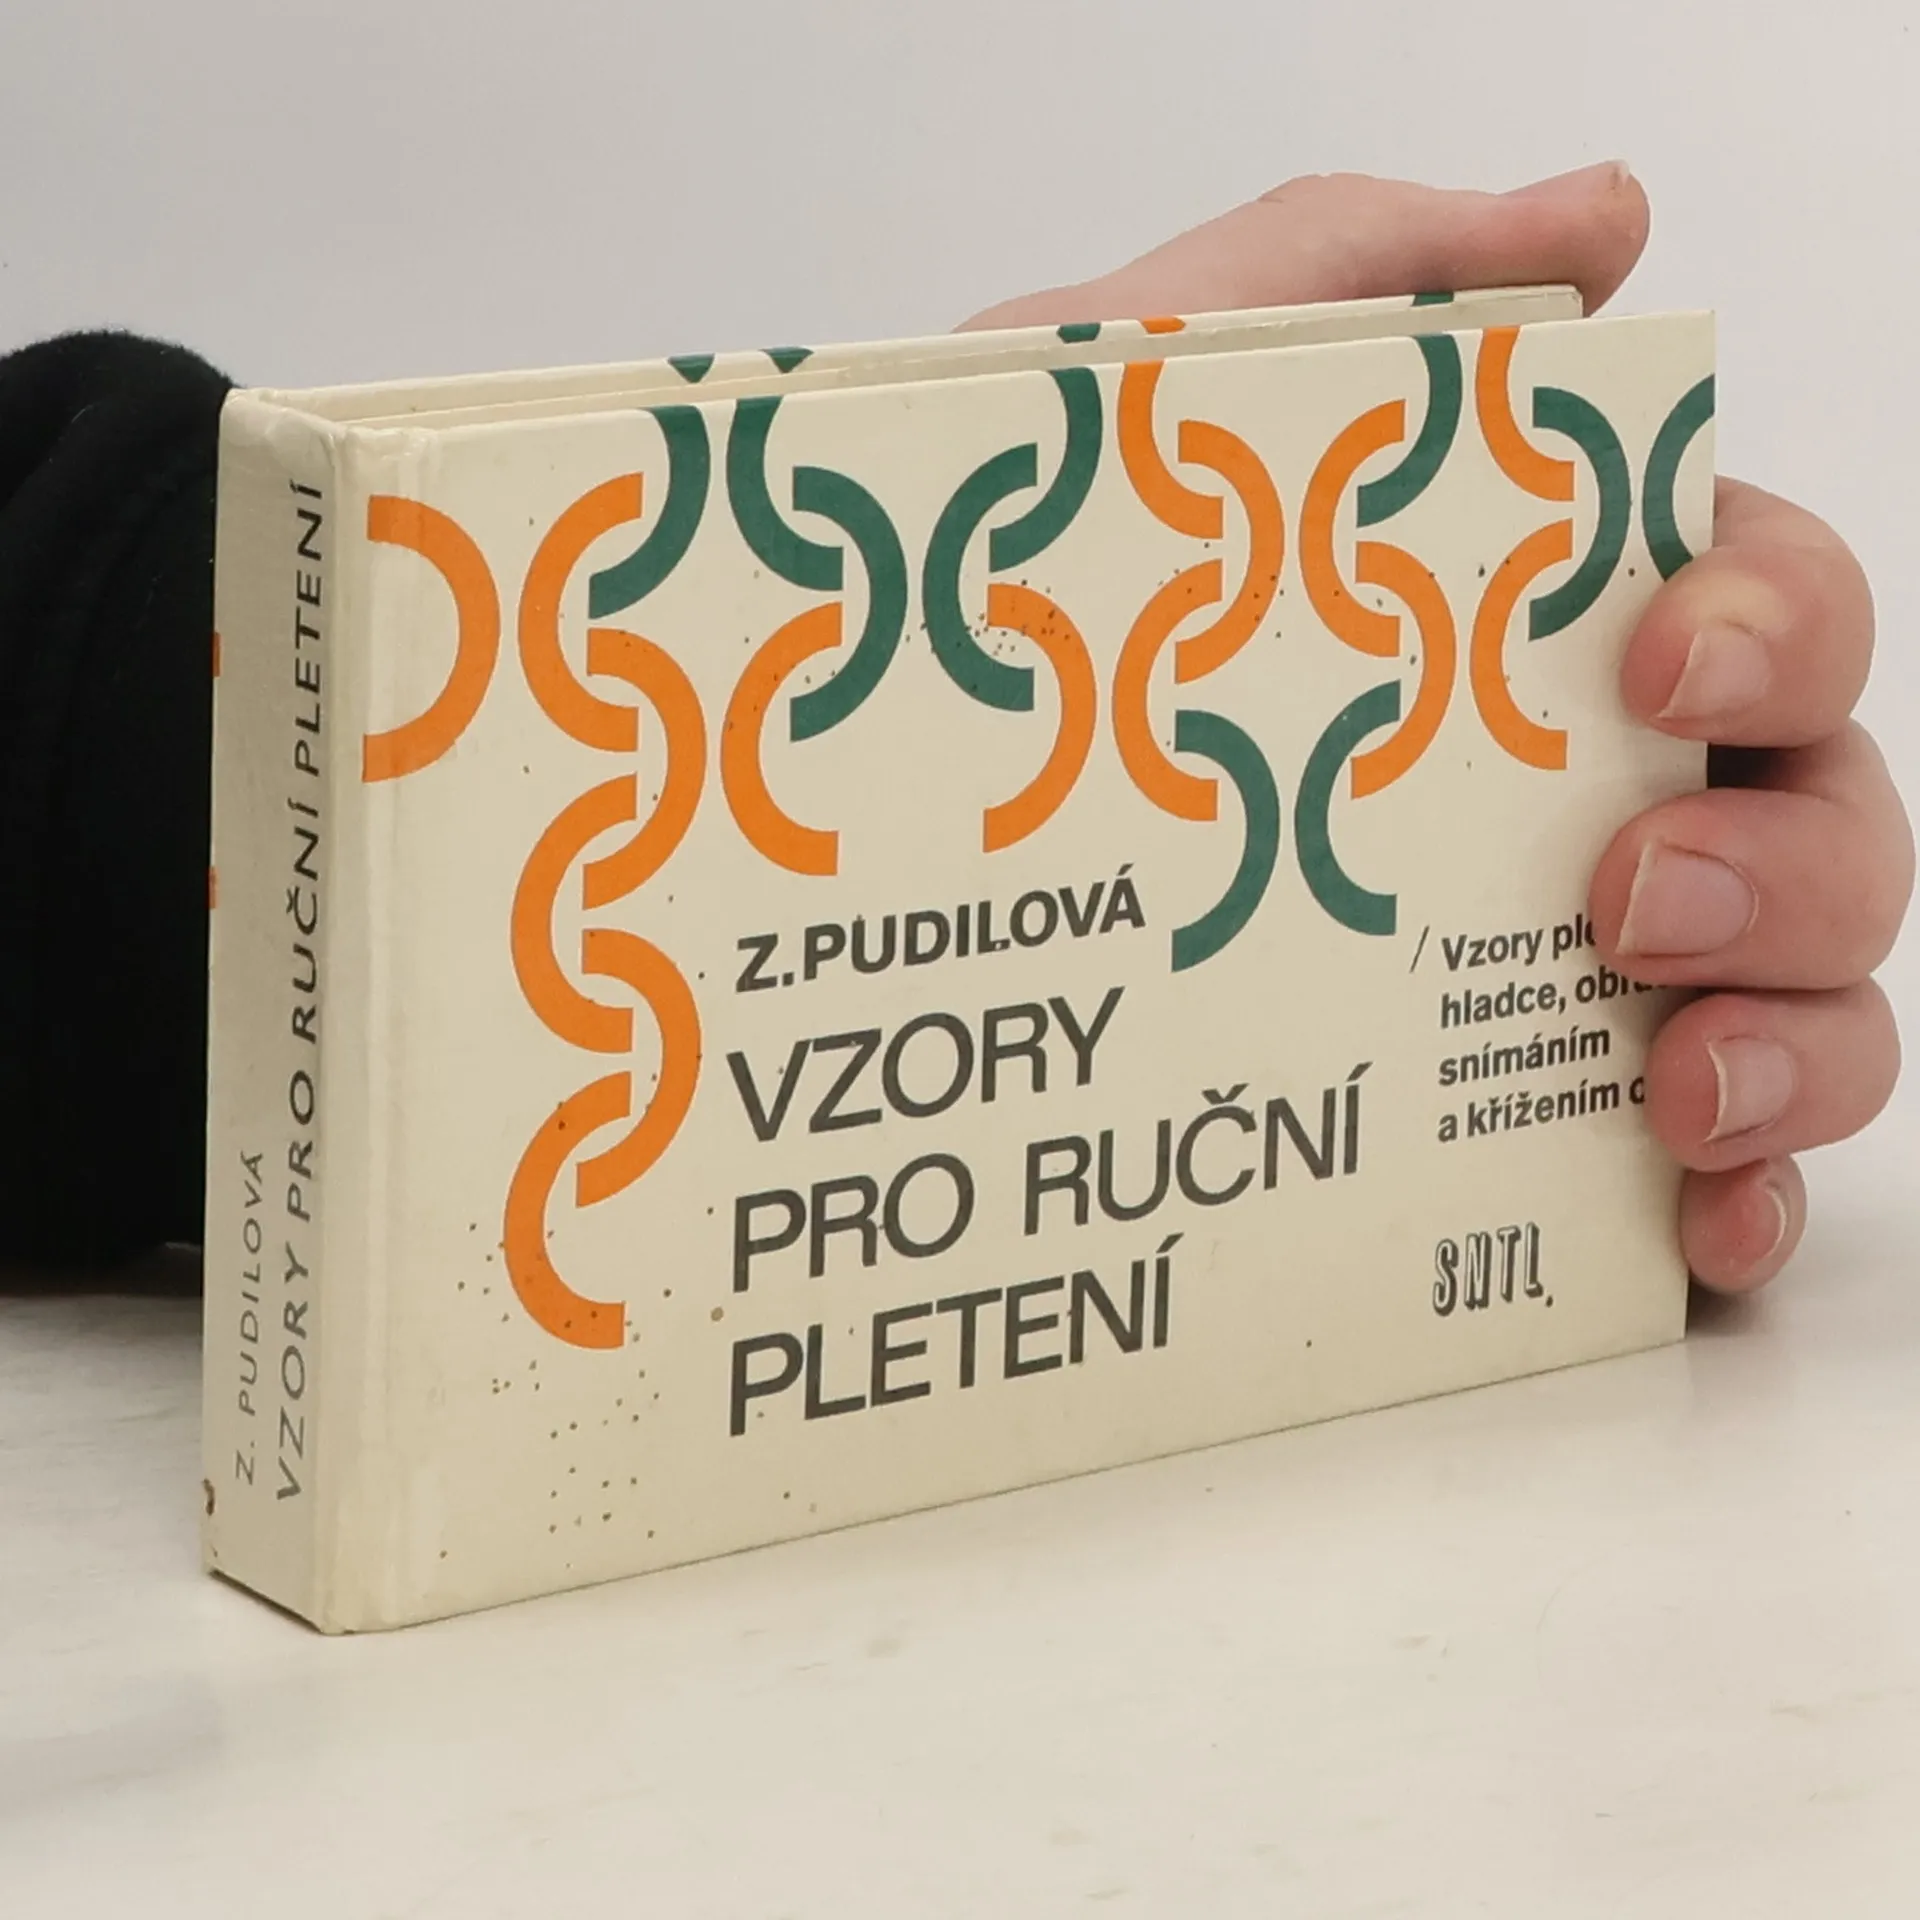 Z. PUDILOVÁ
VZORY PRO RUČNÍ PLETENÍ
Z.PUDILOVÁ
VZORY
PRO RUČNÍ
PLETENÍ
/ Vzory
hladce,
snímáním
a křížením
SNTL